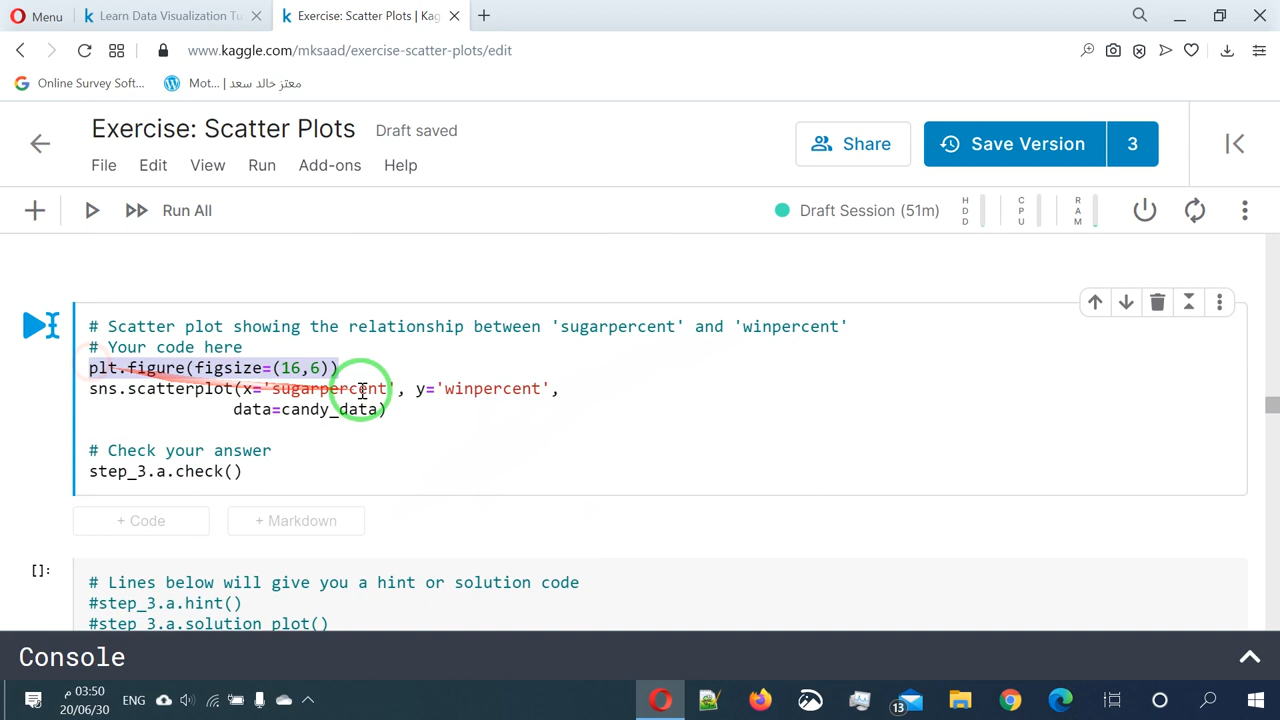 Menu
Learn Data Visualization Tu
Exercise: Scatter Plots | Kag
www.kaggle.com/mksaad/exercise-scatter-plots/edit
Online Survey Soft...
Mot... | معتز خالد سعد
Exercise: Scatter Plots
Draft saved
Share
Save Version
3
File Edit View Run Add-ons Help
Run All
Draft Session (51m)
HDD
CPU
RAM
# Scatter plot showing the relationship between 'sugarpercent' and 'winpercent'
# Your code here
plt.figure(figsize=(16,6))
sns.scatterplot(x='sugarpercent', y='winpercent',
data=candy_data)
# Check your answer
step_3.a.check()
+ Code
+ Markdown
[]:
# Lines below will give you a hint or solution code
#step_3.a.hint()
#step_3.a.solution_plot()
Console
ENG
03:50 م
20/06/30
13